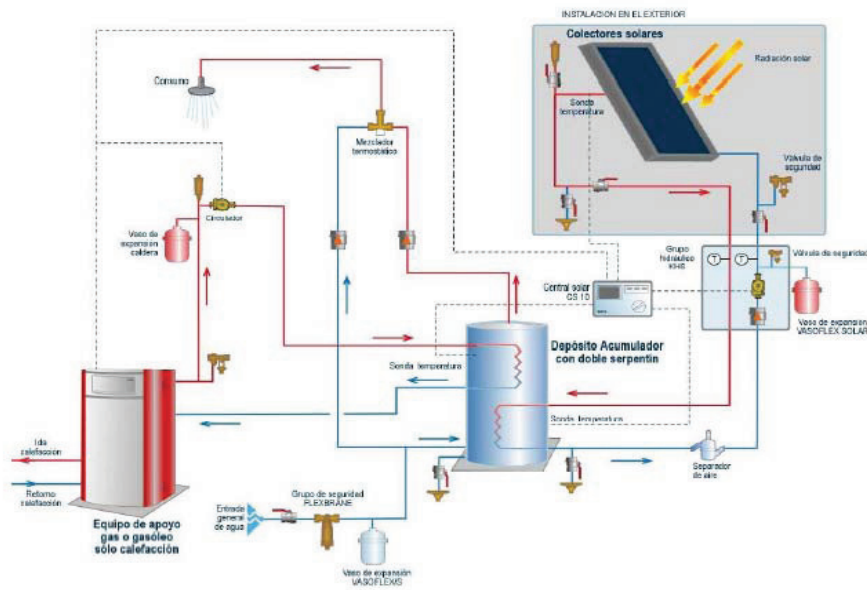 INSTALACION EN EL EXTERIOR
Colectores solares
Radiación solar
Sonda
temperatura
Válvula de
seguridad
Consumo
Mezclador
termostático
Circulador
Vaso de
expansión
caldera
Grupo
hidráulico
KHS
T
T
Válvula de seguridad
Central solar
CS 10
Vaso de expansión
VASOFLEX SOLAR
Depósito Acumulador
con doble serpentín
Sonda temperatura
Sonda temperatura
Separador
de aire
Ida
calefacción
Retorno
calefacción
Equipo de apoyo
gas o gasóleo
sólo calefacción
Entrada
general
de agua
Grupo de seguridad
FLEXBRANE
Vaso de expansión
VASOFLEX/S